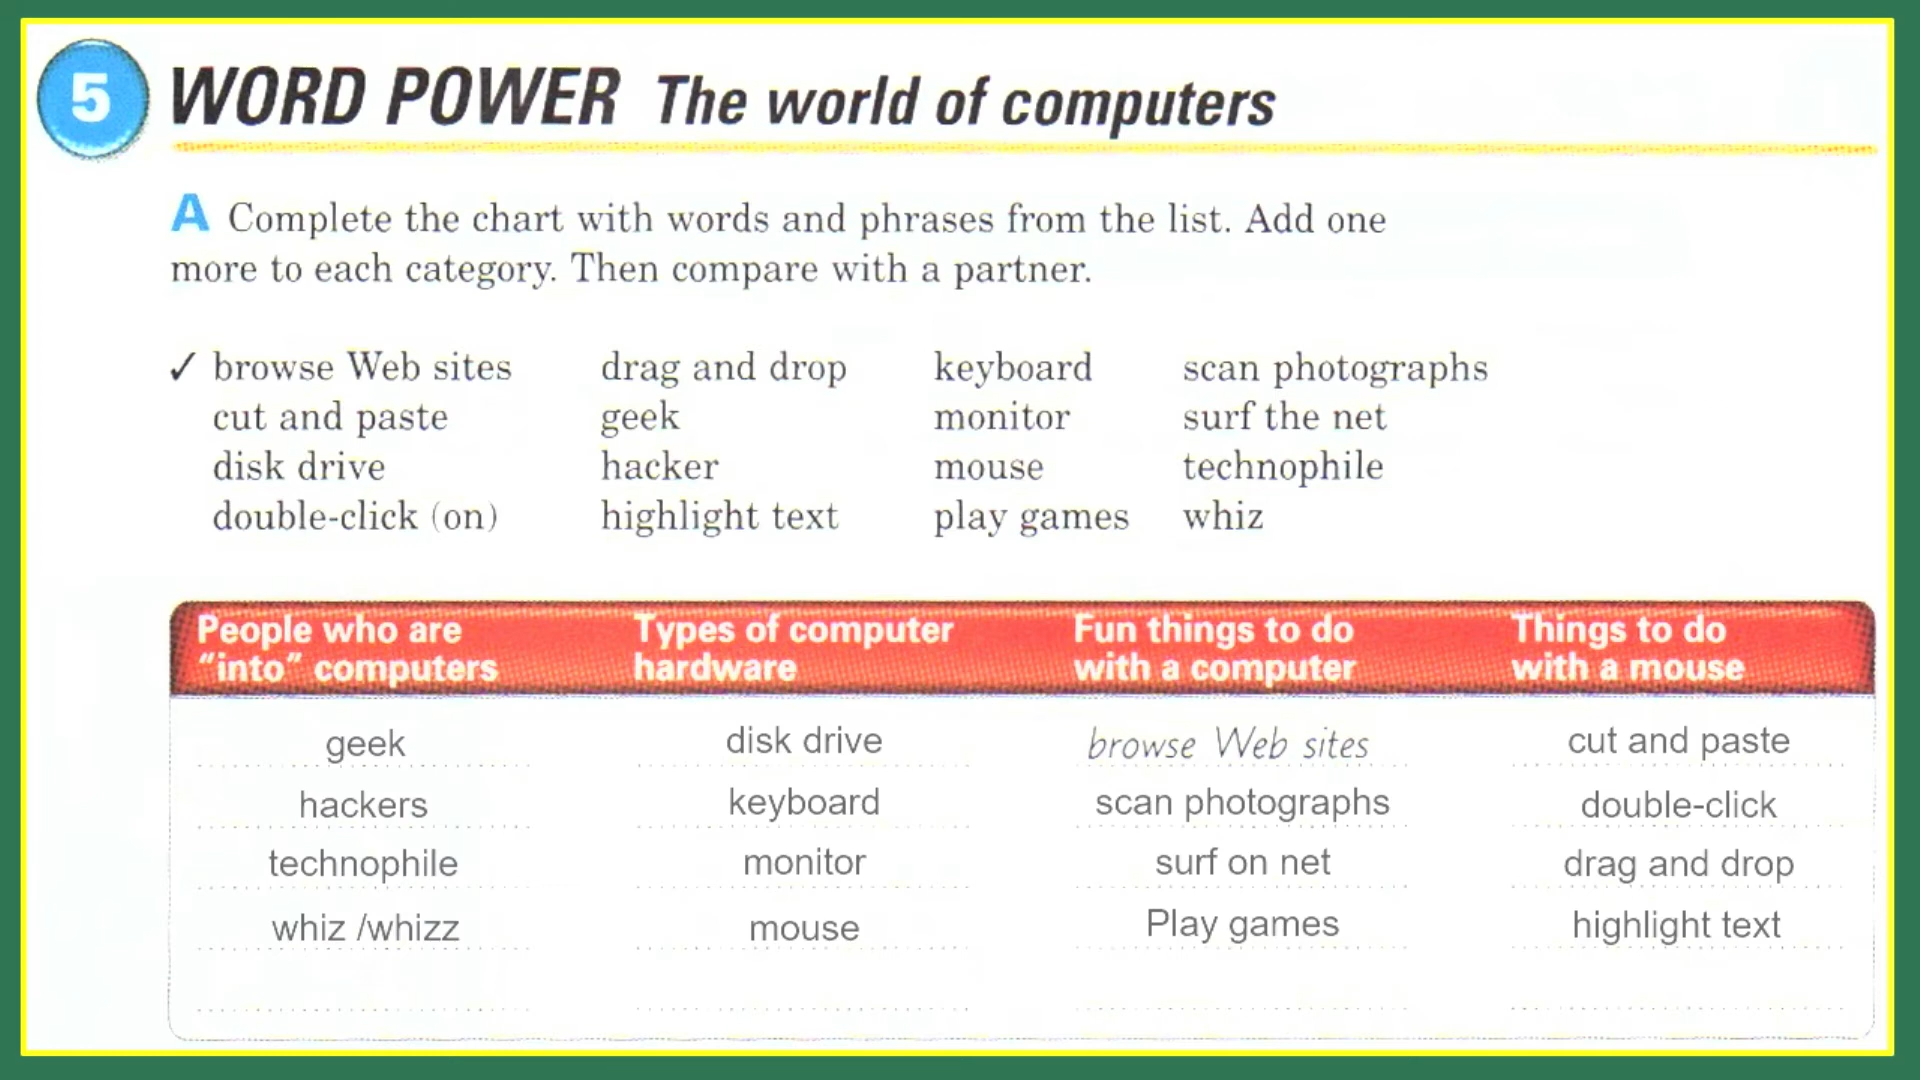 5 WORD POWER The world of computers
A Complete the chart with words and phrases from the list. Add one
more to each category. Then compare with a partner.
✓ browse Web sites drag and drop keyboard scan photographs
cut and paste geek monitor surf the net
disk drive hacker mouse technophile
double-click (on) highlight text play games whiz
People who are Types of computer Fun things to do Things to do
"into" computers hardware with a computer with a mouse
geek disk drive browse Web sites cut and paste
hackers keyboard scan photographs double-click
technophile monitor surf on net drag and drop
whiz /whizz mouse Play games highlight text